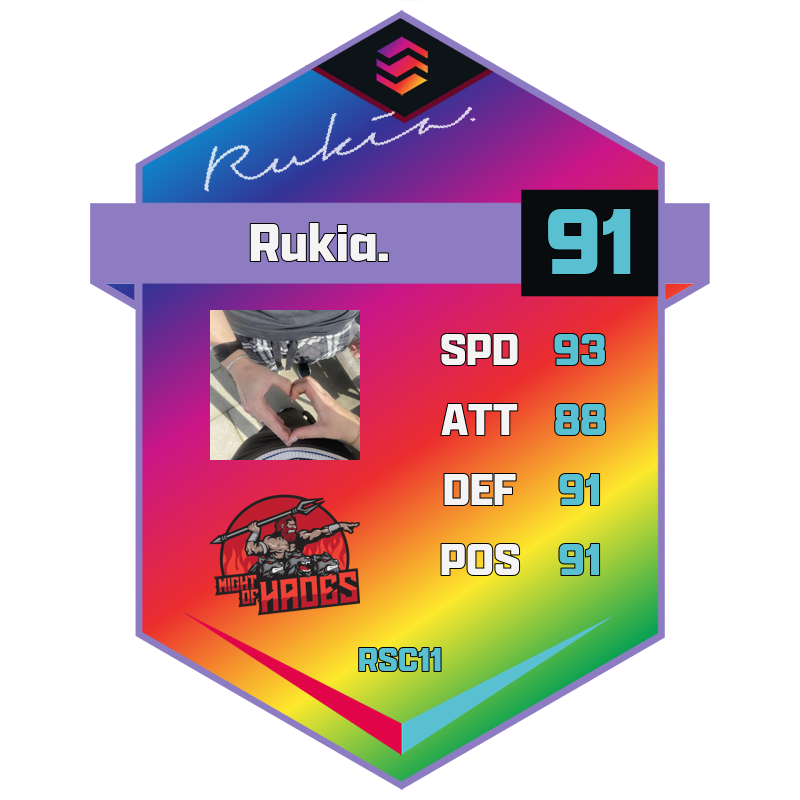 Rukia.
Rukia.
91
SPD 93
ATT 88
DEF 91
POS 91
MIGHT
OF HADES
RSC11